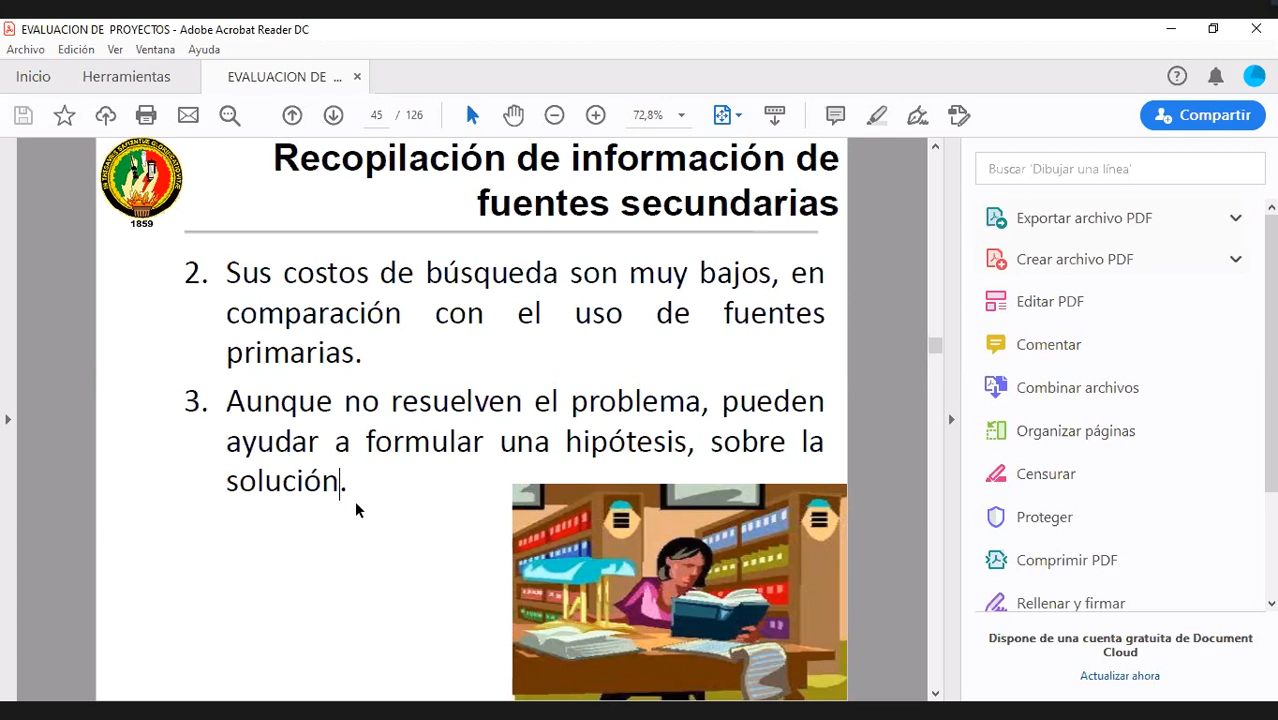 EVALUACION DE PROYECTOS - Adobe Acrobat Reader DC
Archivo Edición Ver Ventana Ayuda
Inicio Herramientas EVALUACION DE ... ×
45 / 126 72,8% Compartir
Recopilación de información de
fuentes secundarias
1859
2. Sus costos de búsqueda son muy bajos, en
comparación con el uso de fuentes
primarias.
3. Aunque no resuelven el problema, pueden
ayudar a formular una hipótesis, sobre la
solución.
Buscar 'Dibujar una línea'
Exportar archivo PDF
Crear archivo PDF
Editar PDF
Comentar
Combinar archivos
Organizar páginas
Censurar
Proteger
Comprimir PDF
Rellenar y firmar
Dispone de una cuenta gratuita de Document
Cloud
Actualizar ahora